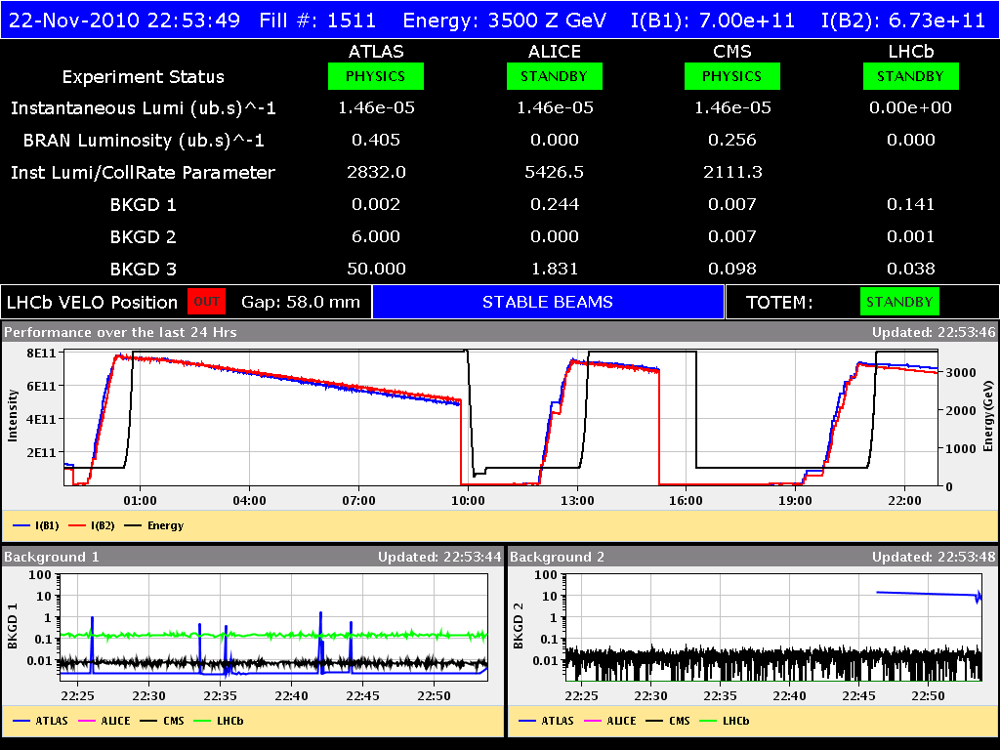 22-Nov-2010 22:53:49 Fill #: 1511 Energy: 3500 Z GeV I(B1): 7.00e+11 I(B2): 6.73e+11
ATLAS ALICE CMS LHCb
Experiment Status PHYSICS STANDBY PHYSICS STANDBY
Instantaneous Lumi (ub.s)^-1 1.46e-05 1.46e-05 1.46e-05 0.00e+00
BRAN Luminosity (ub.s)^-1 0.405 0.000 0.256 0.000
Inst Lumi/CollRate Parameter 2832.0 5426.5 2111.3
BKGD 1 0.002 0.244 0.007 0.141
BKGD 2 6.000 0.000 0.007 0.001
BKGD 3 50.000 1.831 0.098 0.038
LHCb VELO Position OUT Gap: 58.0 mm STABLE BEAMS TOTEM: STANDBY
Performance over the last 24 Hrs Updated: 22:53:46
8E11
6E11 3000
4E11 2000
2E11 1000
0
Intensity
Energy(GeV)
01:00 04:00 07:00 10:00 13:00 16:00 19:00 22:00
I(B1) I(B2) Energy
Background 1 Updated: 22:53:44
100
10
1
0.1
0.01
BKGD 1
22:25 22:30 22:35 22:40 22:45 22:50
ATLAS ALICE CMS LHCb
Background 2 Updated: 22:53:48
100
10
1
0.1
0.01
BKGD 2
22:25 22:30 22:35 22:40 22:45 22:50
ATLAS ALICE CMS LHCb